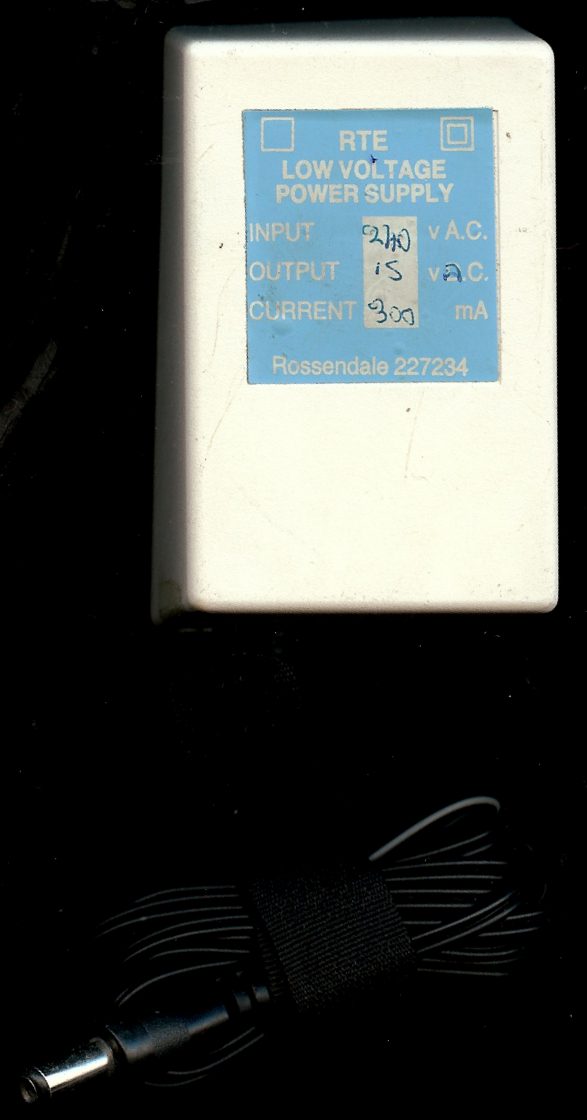 RTE
LOW VOLTAGE
POWER SUPPLY
INPUT 240 v A.C.
OUTPUT 15 v A.C.
CURRENT 300 mA
Rossendale 227234